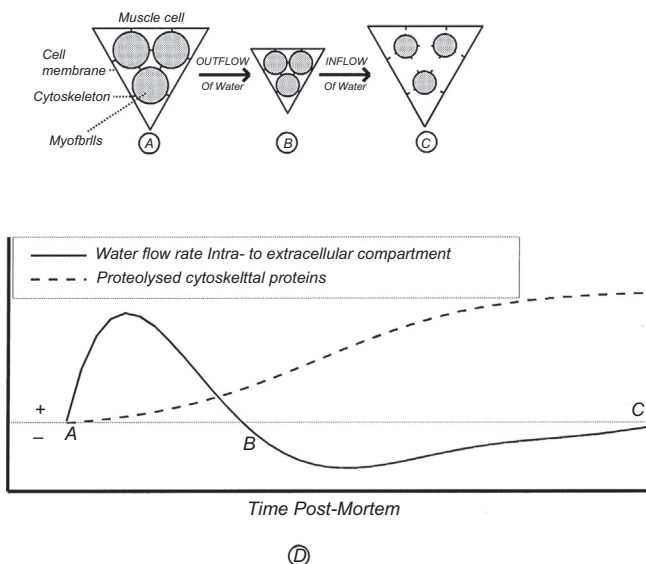 Muscle cell
Cell
membrane
Cytoskeleton
Myofbrlls
OUTFLOW
Of Water
INFLOW
Of Water
A
B
C
Water flow rate Intra- to extracellular compartment
Proteolysed cytoskelttal proteins
+
–
A
B
C
Time Post-Mortem
D